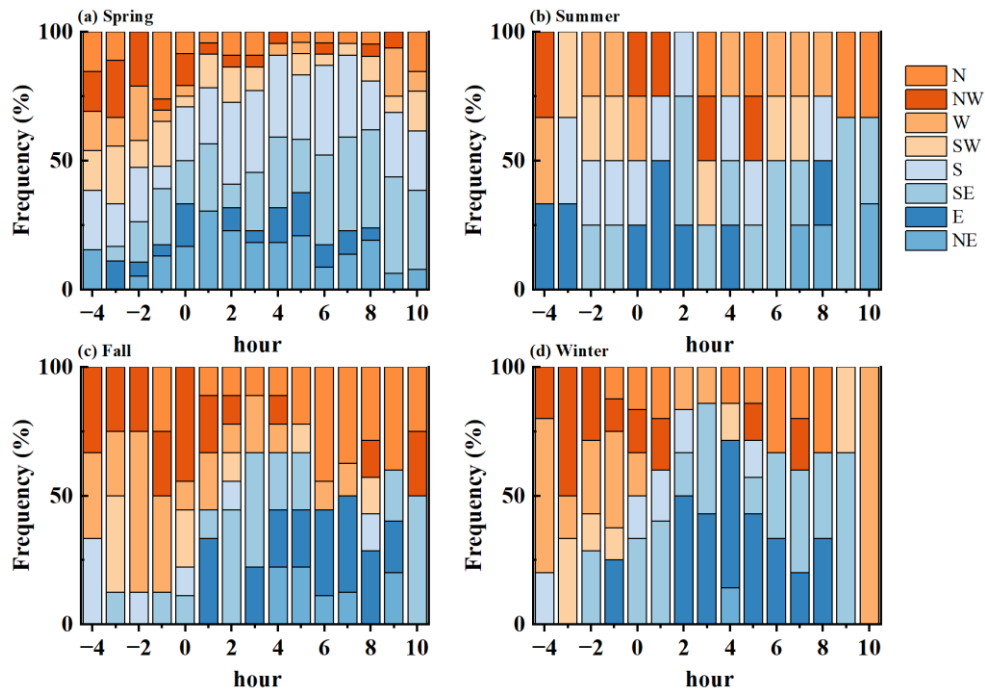 (a) Spring
(b) Summer
100
50
0
Frequency (%)
−4 −2 0 2 4 6 8 10
hour
100
50
0
Frequency (%)
−4 −2 0 2 4 6 8 10
hour
N
NW
W
SW
S
SE
E
NE
(c) Fall
(d) Winter
100
50
0
Frequency (%)
−4 −2 0 2 4 6 8 10
hour
100
50
0
Frequency (%)
−4 −2 0 2 4 6 8 10
hour